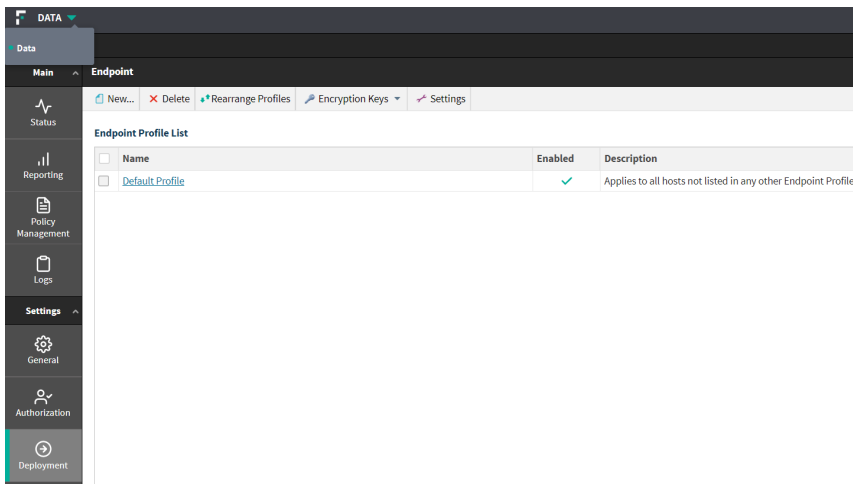 DATA
Data
Main
Endpoint
New... Delete Rearrange Profiles Encryption Keys Settings
Status
Endpoint Profile List
Name Enabled Description
Default Profile Applies to all hosts not listed in any other Endpoint Profile
Reporting
Policy
Management
Logs
Settings
General
Authorization
Deployment